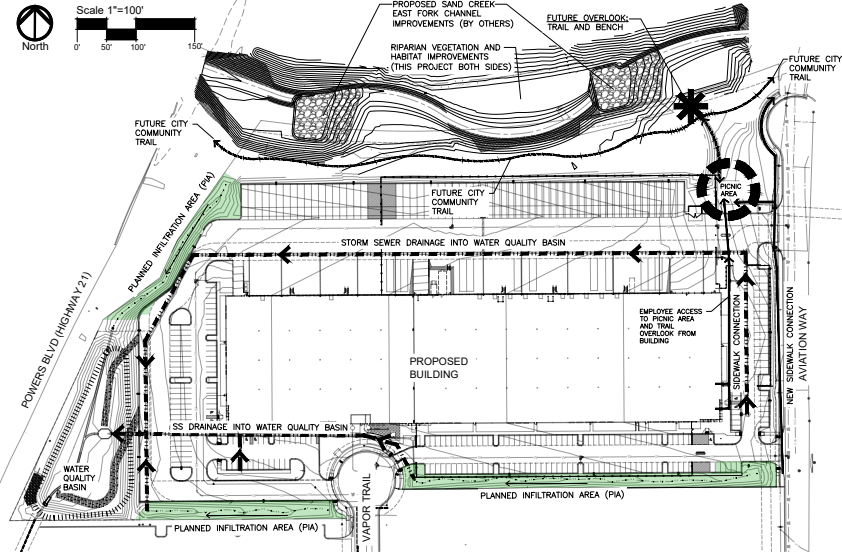 Scale 1"=100'
0' 50' 100' 150'
North
PROPOSED SAND CREEK
EAST FORK CHANNEL
IMPROVEMENTS (BY OTHERS)
RIPARIAN VEGETATION AND
HABITAT IMPROVEMENTS
(THIS PROJECT BOTH SIDES)
FUTURE OVERLOOK:
TRAIL AND BENCH
FUTURE CITY
COMMUNITY
TRAIL
FUTURE CITY
COMMUNITY
TRAIL
FUTURE CITY
COMMUNITY
TRAIL
PICNIC
AREA
PLANNED INFILTRATION AREA (PIA)
STORM SEWER DRAINAGE INTO WATER QUALITY BASIN
POWERS BLVD (HIGHWAY 21)
EMPLOYEE ACCESS
TO PICNIC AREA
AND TRAIL
OVERLOOK FROM
BUILDING
SIDEWALK CONNECTION
NEW SIDEWALK CONNECTION
AVIATION WAY
PROPOSED
BUILDING
SS DRAINAGE INTO WATER QUALITY BASIN
WATER
QUALITY
BASIN
VAPOR TRAIL
PLANNED INFILTRATION AREA (PIA)
PLANNED INFILTRATION AREA (PIA)